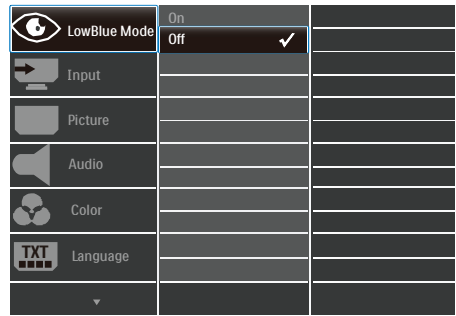 LowBlue Mode
On
Off
Input
Picture
Audio
Color
TXT
Language